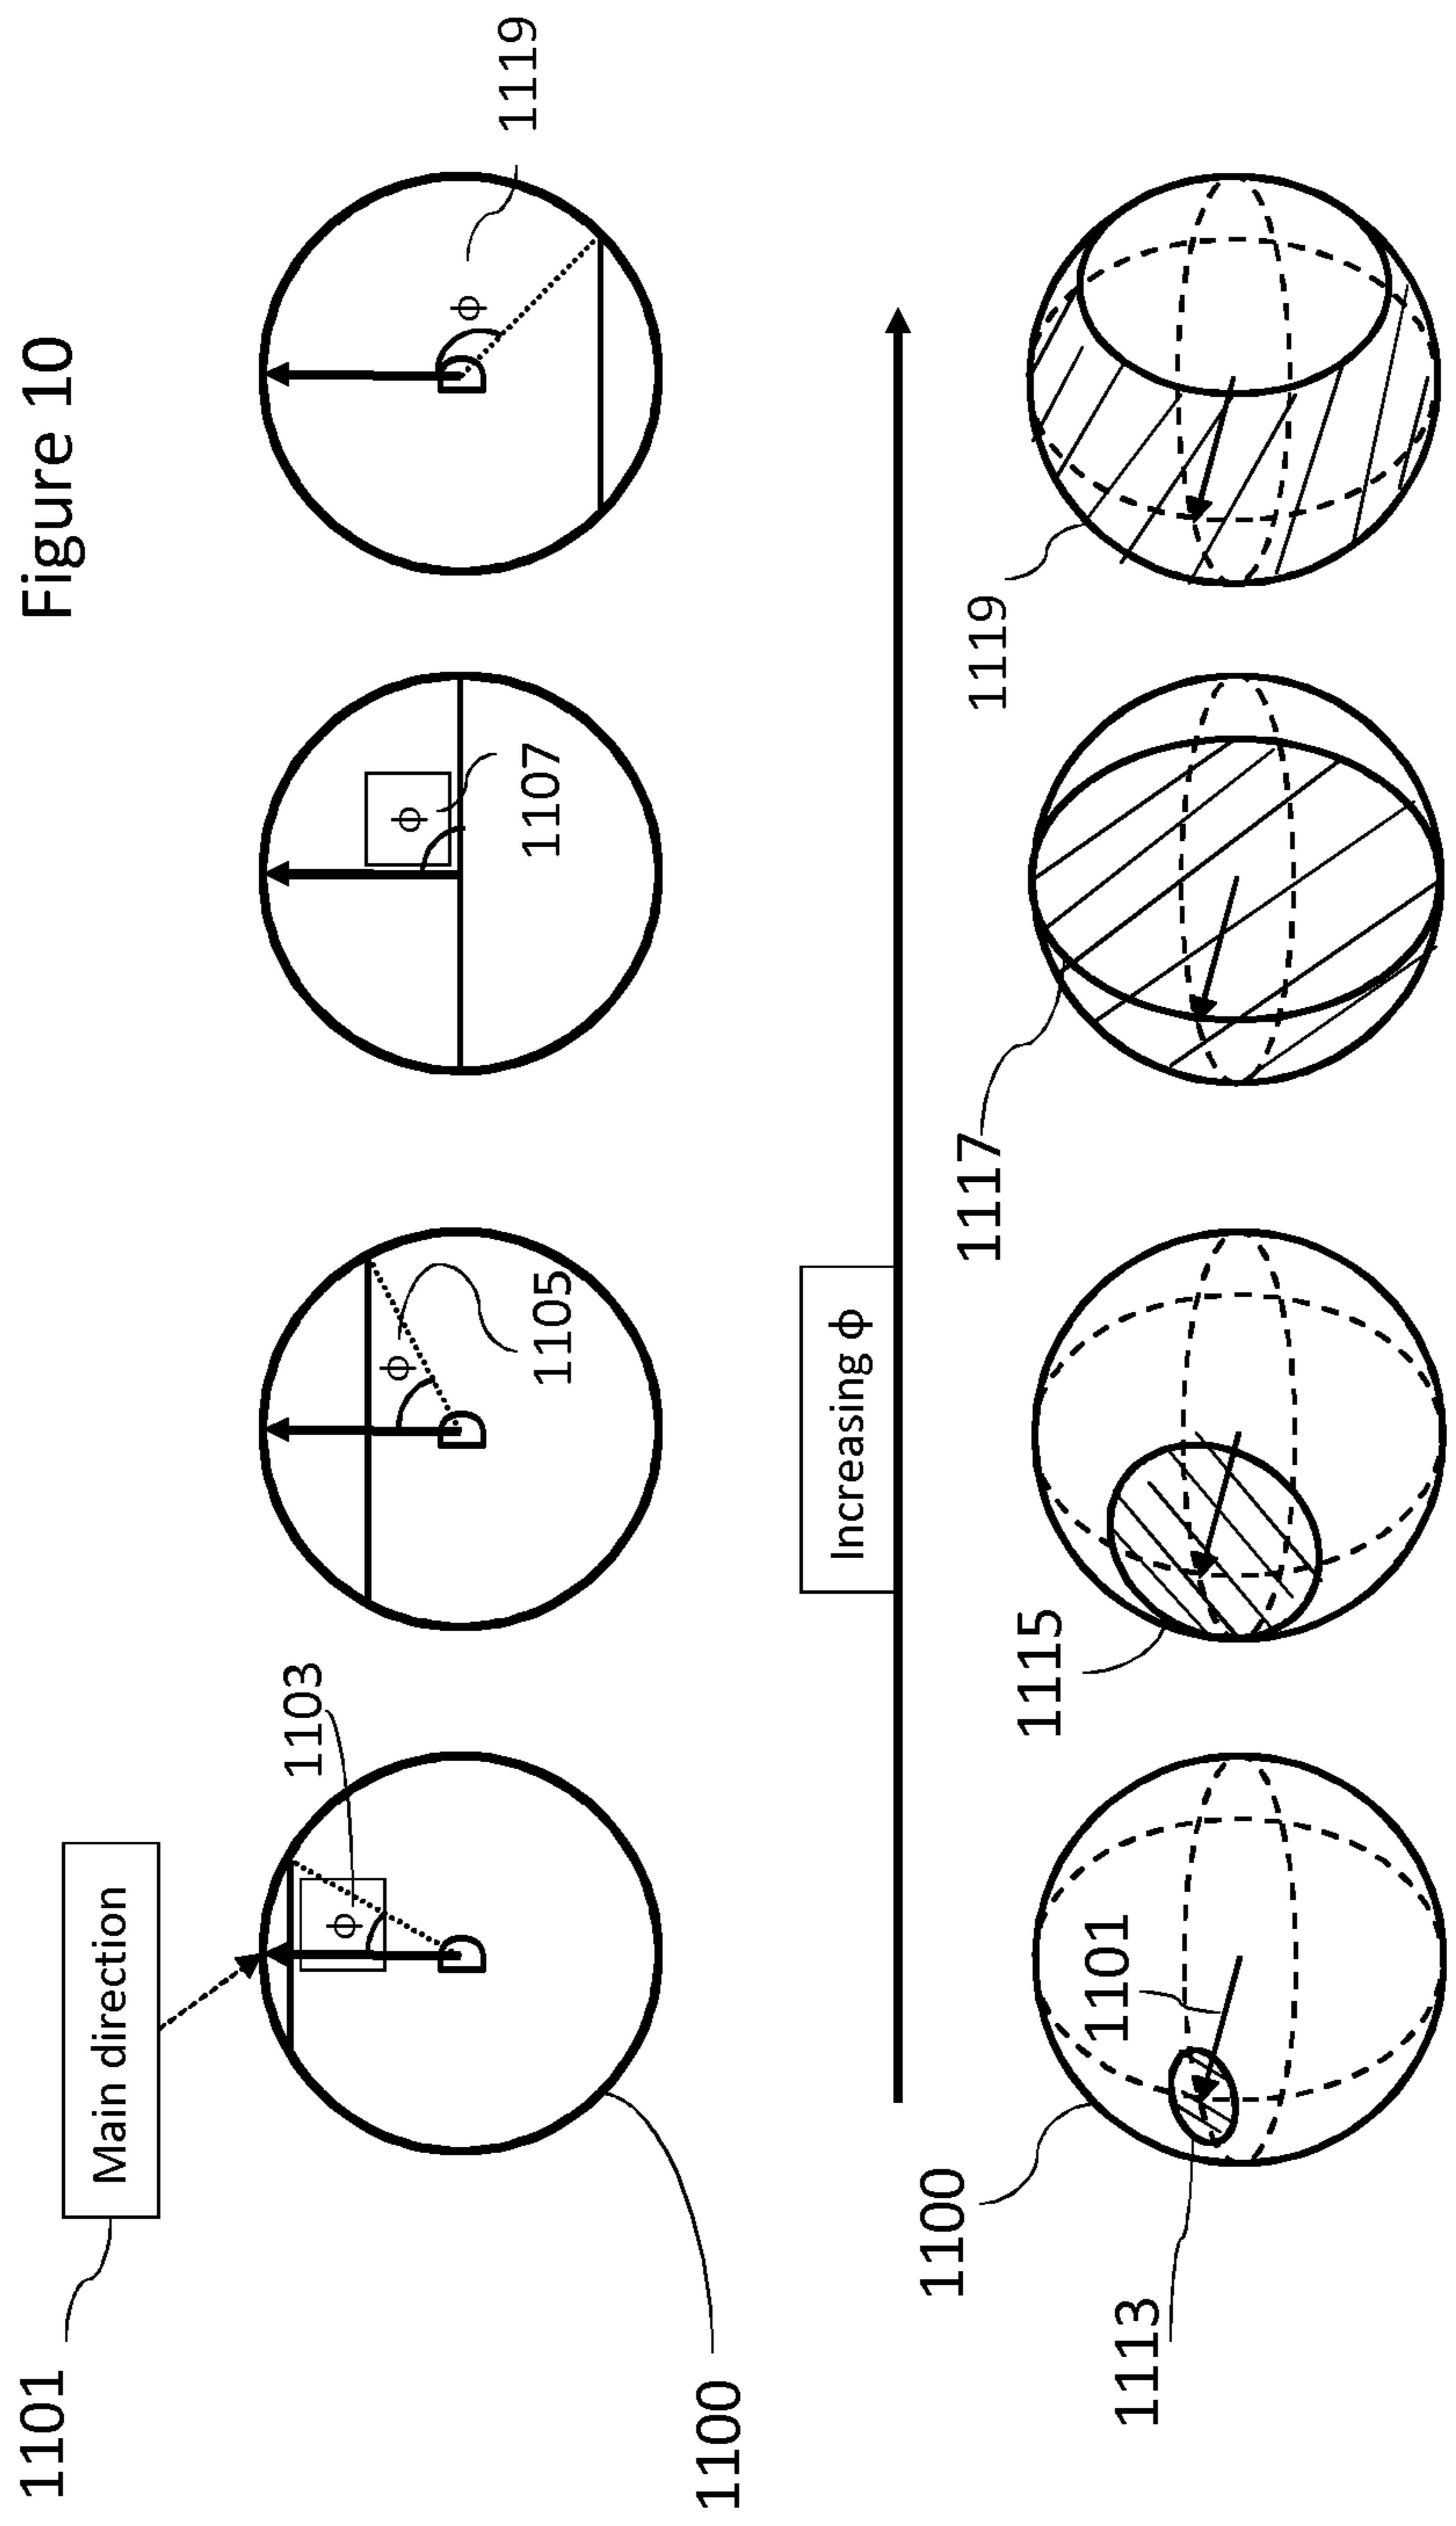 Figure 10
1101
Main direction
1103
ϕ
1105
ϕ
1107
ϕ
1119
ϕ
1100
Increasing ϕ
1100
1101
1113
1115
1117
1119